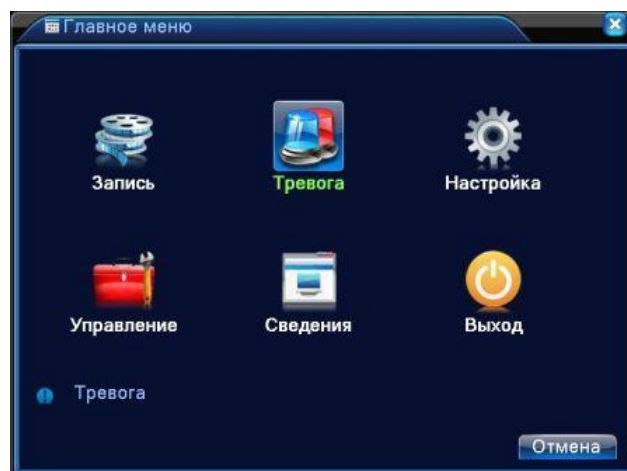 Главное меню
Запись Тревога Настройка
Управление Сведения Выход
Тревога
Отмена